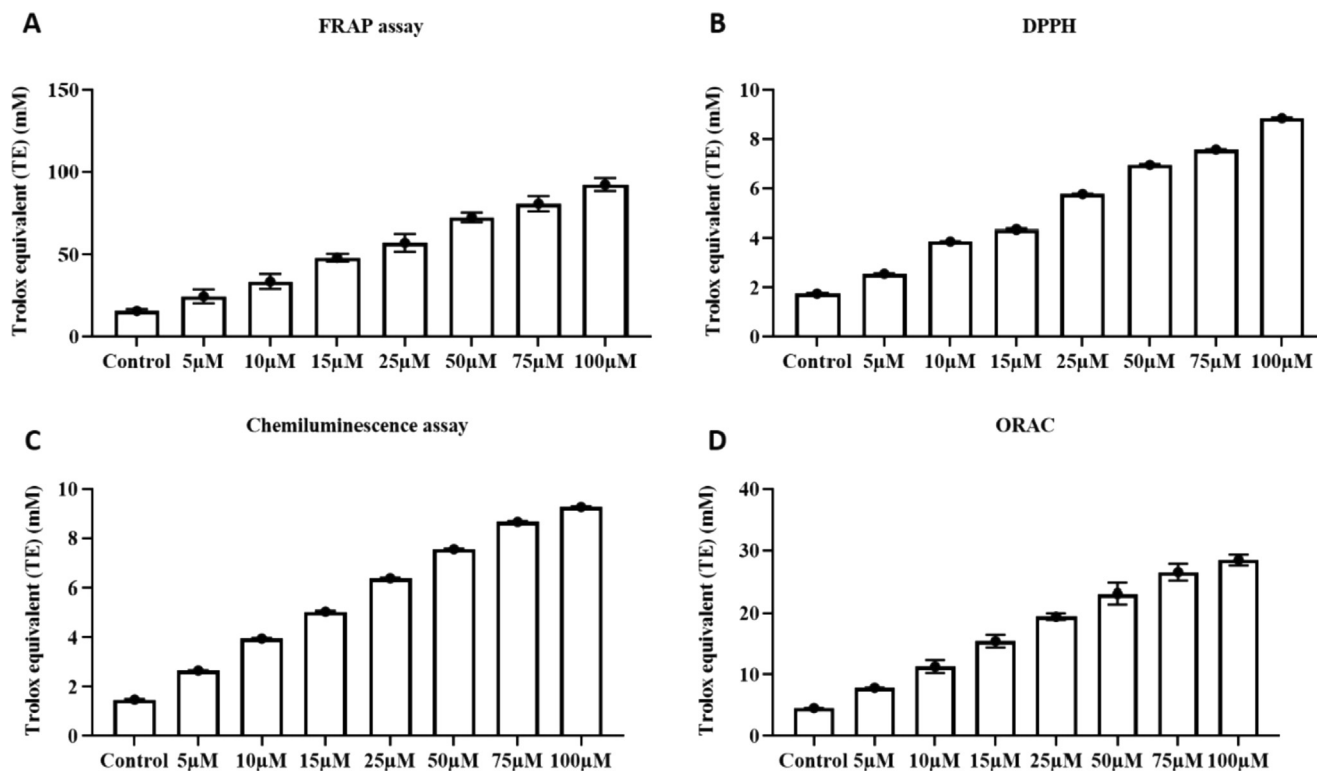 A
FRAP assay
Trolox equivalent (TE) (mM)
150
100
50
0
Control 5µM 10µM 15µM 25µM 50µM 75µM 100µM
B
DPPH
Trolox equivalent (TE) (mM)
10
8
6
4
2
0
Control 5µM 10µM 15µM 25µM 50µM 75µM 100µM
C
Chemiluminescence assay
Trolox equivalent (TE) (mM)
10
8
6
4
2
0
Control 5µM 10µM 15µM 25µM 50µM 75µM 100µM
D
ORAC
Trolox equivalent (TE) (mM)
40
30
20
10
0
Control 5µM 10µM 15µM 25µM 50µM 75µM 100µM